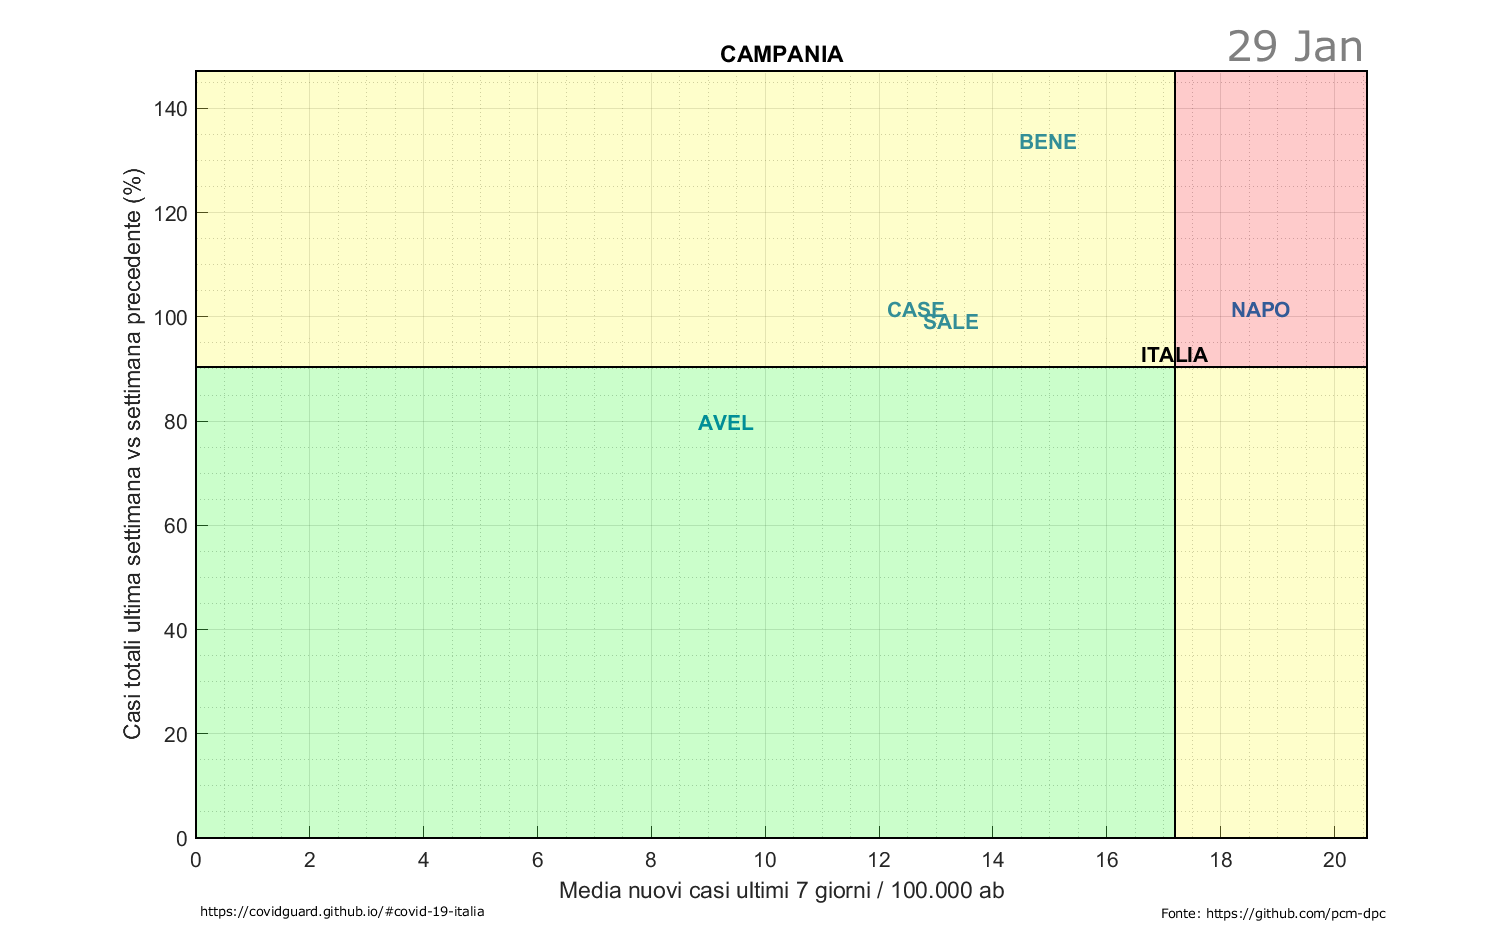 29 Jan
CAMPANIA
Casi totali ultima settimana vs settimana precedente (%)
140
120
100
80
60
40
20
0
BENE
CASE
SALE
NAPO
ITALIA
AVEL
0 2 4 6 8 10 12 14 16 18 20
Media nuovi casi ultimi 7 giorni / 100.000 ab
https://covidguard.github.io/#covid-19-italia
Fonte: https://github.com/pcm-dpc